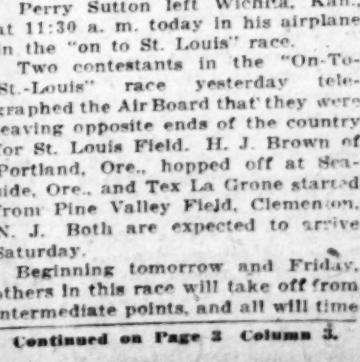 Perry Sutton left Wichita, Kan.,
at 11:30 a. m. today in his airplane
in the "on to St. Louis" race.
Two contestants in the "On-To-
St.-Louis" race yesterday tele-
graphed the Air Board that they were
leaving opposite ends of the country
for St. Louis Field. H. J. Brown of
Portland, Ore., hopped off at Sea-
side, Ore., and Tex La Grone started
from Pine Valley Field, Clementon,
N. J. Both are expected to arrive
Saturday.
Beginning tomorrow and Friday,
others in this race will take off from
intermediate points, and all will time
Continued on Page 3 Column 3.